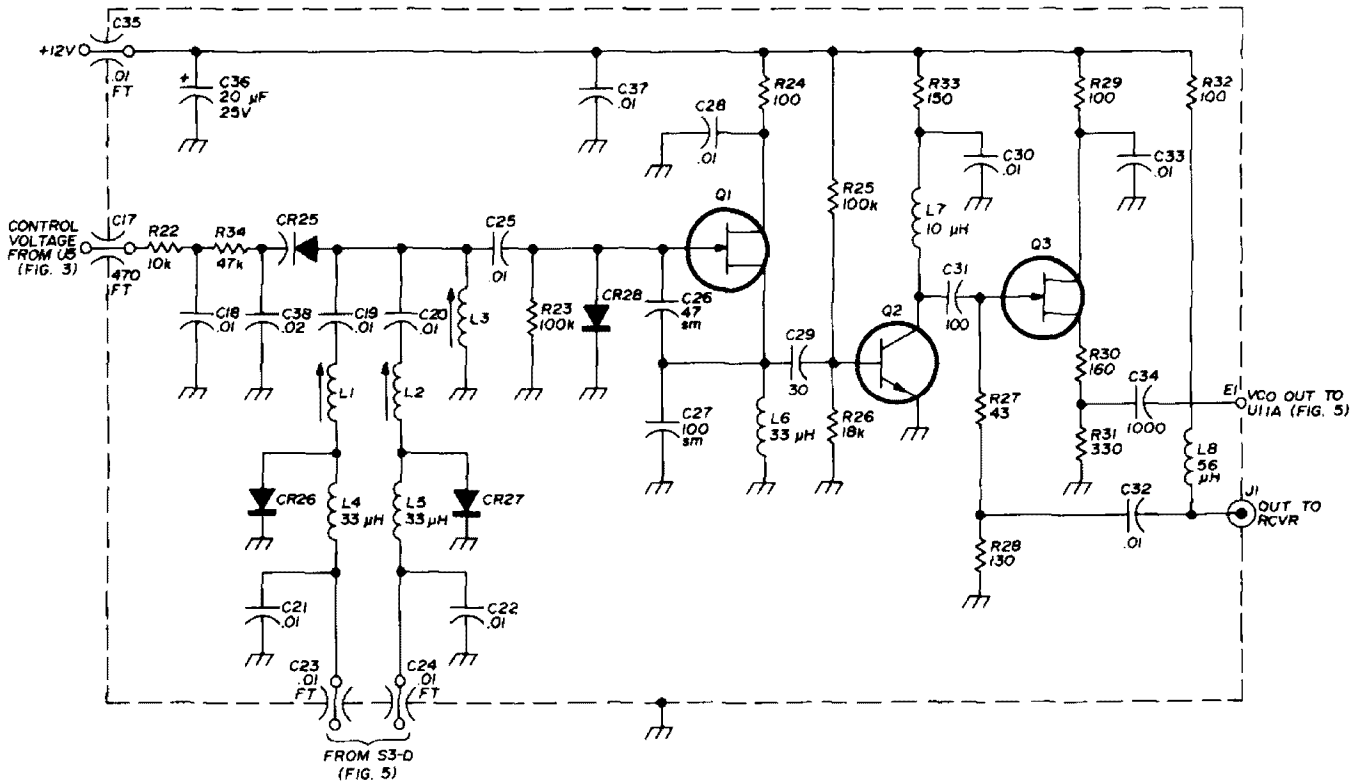 C35
+12V
.01
FT
+
C36
20 µF
25V
C37
.01
R24
100
C28
.01
R33
150
R29
100
R32
100
C30
.01
C33
.01
R25
100k
L7
10 µH
Q1
Q3
CONTROL
VOLTAGE
FROM U5
(FIG. 3)
C17
470
FT
R22
10k
R34
47k
CR25
C25
.01
C18
.01
C38
.02
C19
.01
C20
.01
L3
R23
100k
CR28
C26
47
sm
C29
30
Q2
C31
100
L1
L2
C27
100
sm
L6
33 µH
R26
18k
R27
43
R30
160
C34
1000
E1
VCO OUT TO
U11A (FIG. 5)
R31
330
L8
56
µH
CR26
L4
33 µH
L5
33 µH
CR27
C32
.01
J1
OUT TO
RCVR
R28
130
C21
.01
C22
.01
C23
.01
FT
C24
.01
FT
FROM S3-D
(FIG. 5)